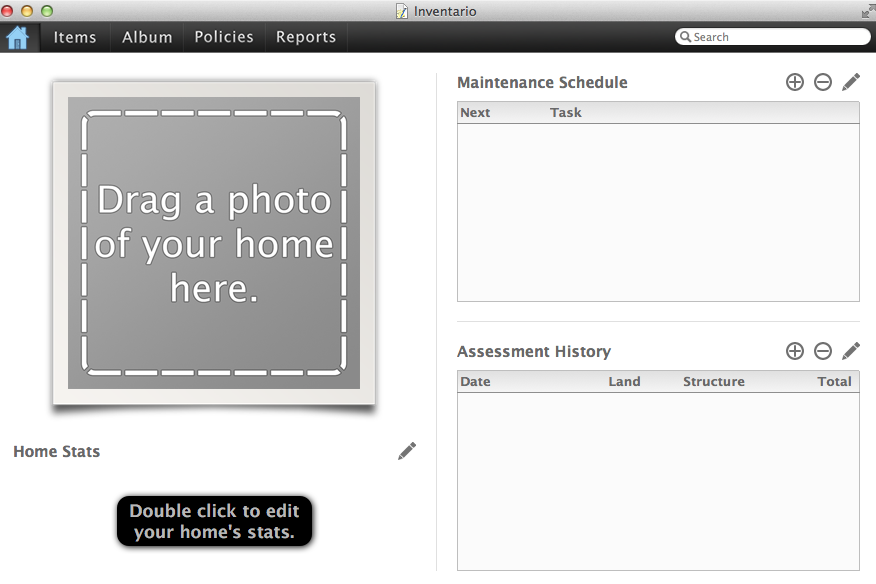 Inventario
Items
Album
Policies
Reports
Search
Drag a photo
of your home
here.
Home Stats
Double click to edit
your home's stats.
Maintenance Schedule
Next Task
Assessment History
Date Land Structure Total